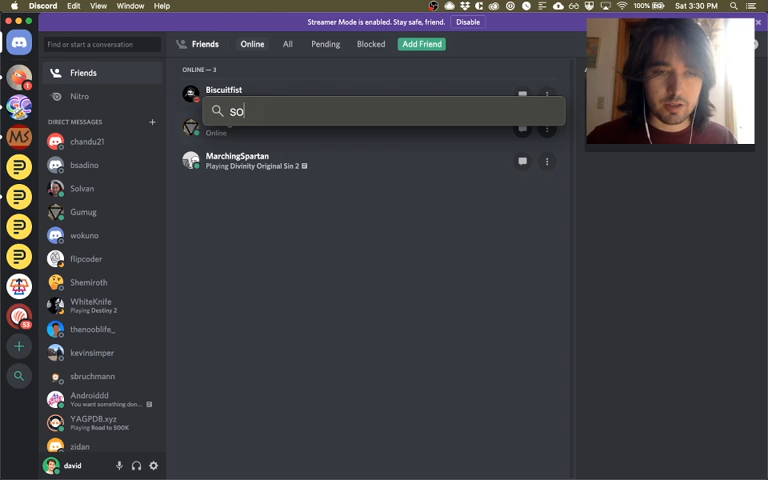 Discord Edit View Window Help
100% Sat 3:30 PM
Streamer Mode is enabled. Stay safe, friend. Disable
Find or start a conversation
Friends Online All Pending Blocked Add Friend
Friends
Nitro
DIRECT MESSAGES +
chandu21
bsadino
Solvan
Gumug
wokuno
flipcoder
Shemiroth
WhiteKnife
Playing Destiny 2
thenooblife_
kevinsimper
sbruchmann
Androiddd
You want something don...
YAGPDB.xyz
Playing Road to 500K
zidan
david
ONLINE — 3
Biscuitfist
so
Online
MarchingSpartan
Playing Divinity Original Sin 2
MS
1
53